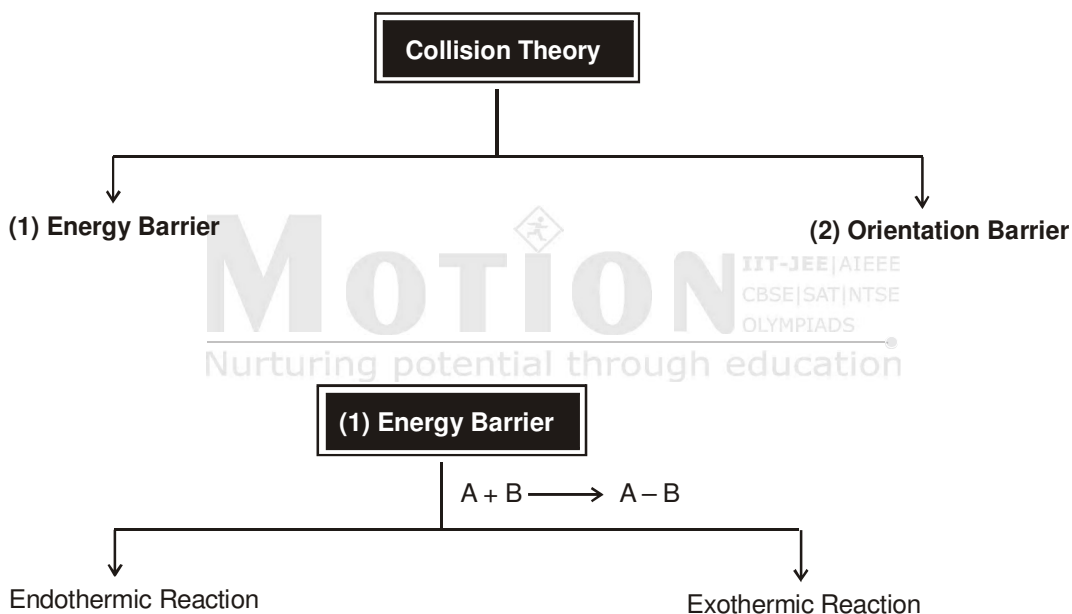 Collision Theory
(1) Energy Barrier
(2) Orientation Barrier
MOTION
IIT-JEE|AIEEE
CBSE|SAT|NTSE
OLYMPIADS
Nurturing potential through education
(1) Energy Barrier
A + B ⟶ A – B
Endothermic Reaction
Exothermic Reaction